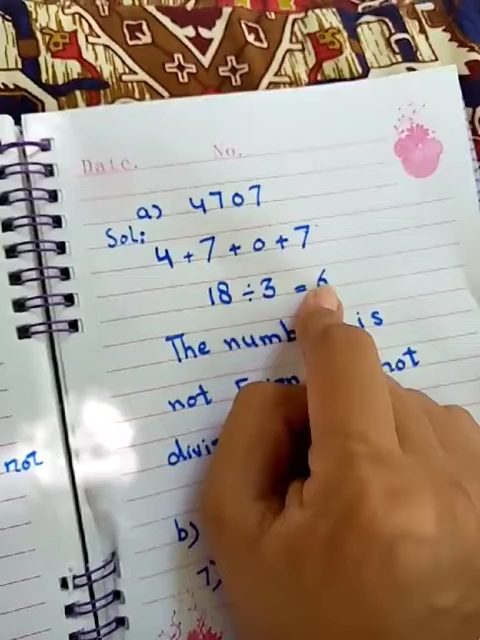 Date. No.
a) 4707
Sol:
4 + 7 + 0 + 7
18 ÷ 3 = 6
The numb is
not not
divi
not
b)